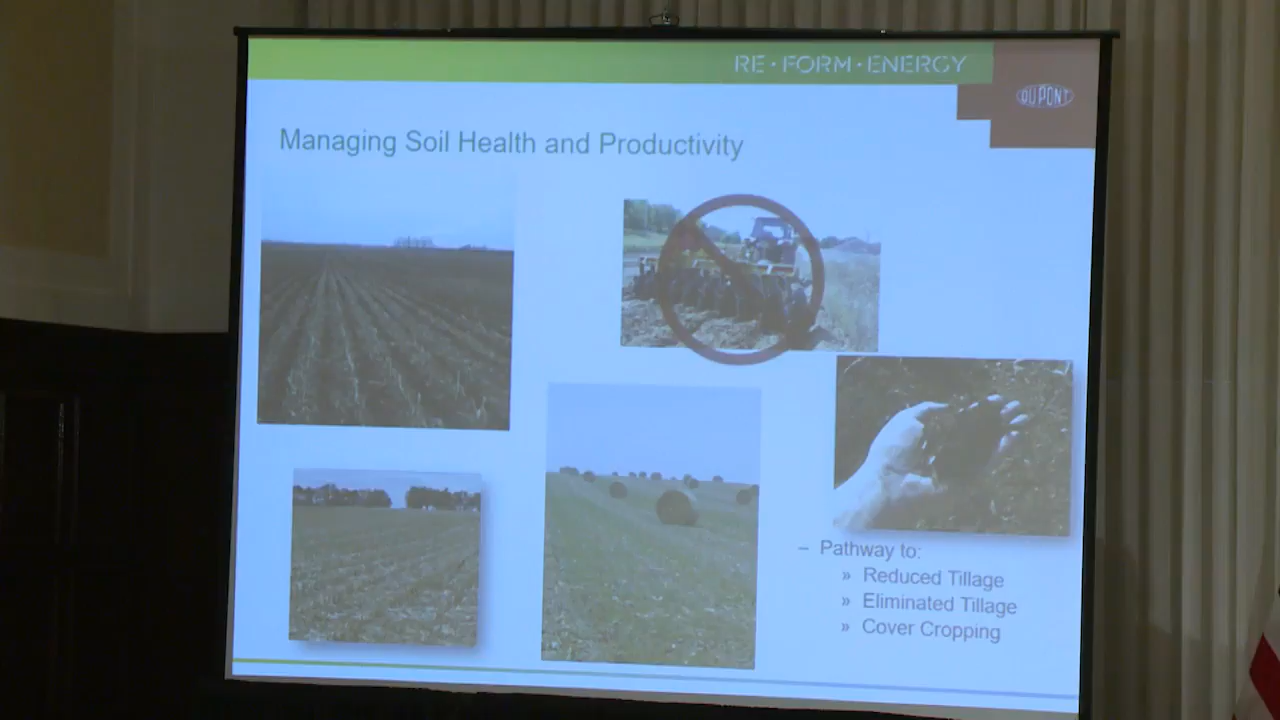 RE · FORM · ENERGY
DUPONT
Managing Soil Health and Productivity
– Pathway to:
» Reduced Tillage
» Eliminated Tillage
» Cover Cropping